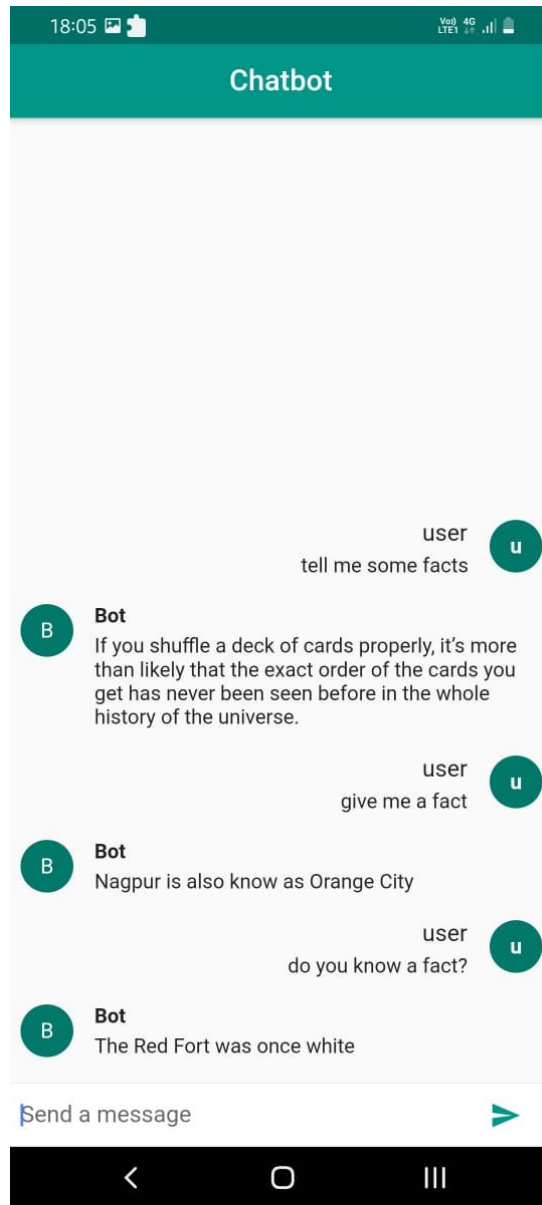 18:05
Vo) 4G
LTE1
Chatbot
user
u
tell me some facts
B
Bot
If you shuffle a deck of cards properly, it’s more
than likely that the exact order of the cards you
get has never been seen before in the whole
history of the universe.
user
u
give me a fact
B
Bot
Nagpur is also know as Orange City
user
u
do you know a fact?
B
Bot
The Red Fort was once white
Send a message